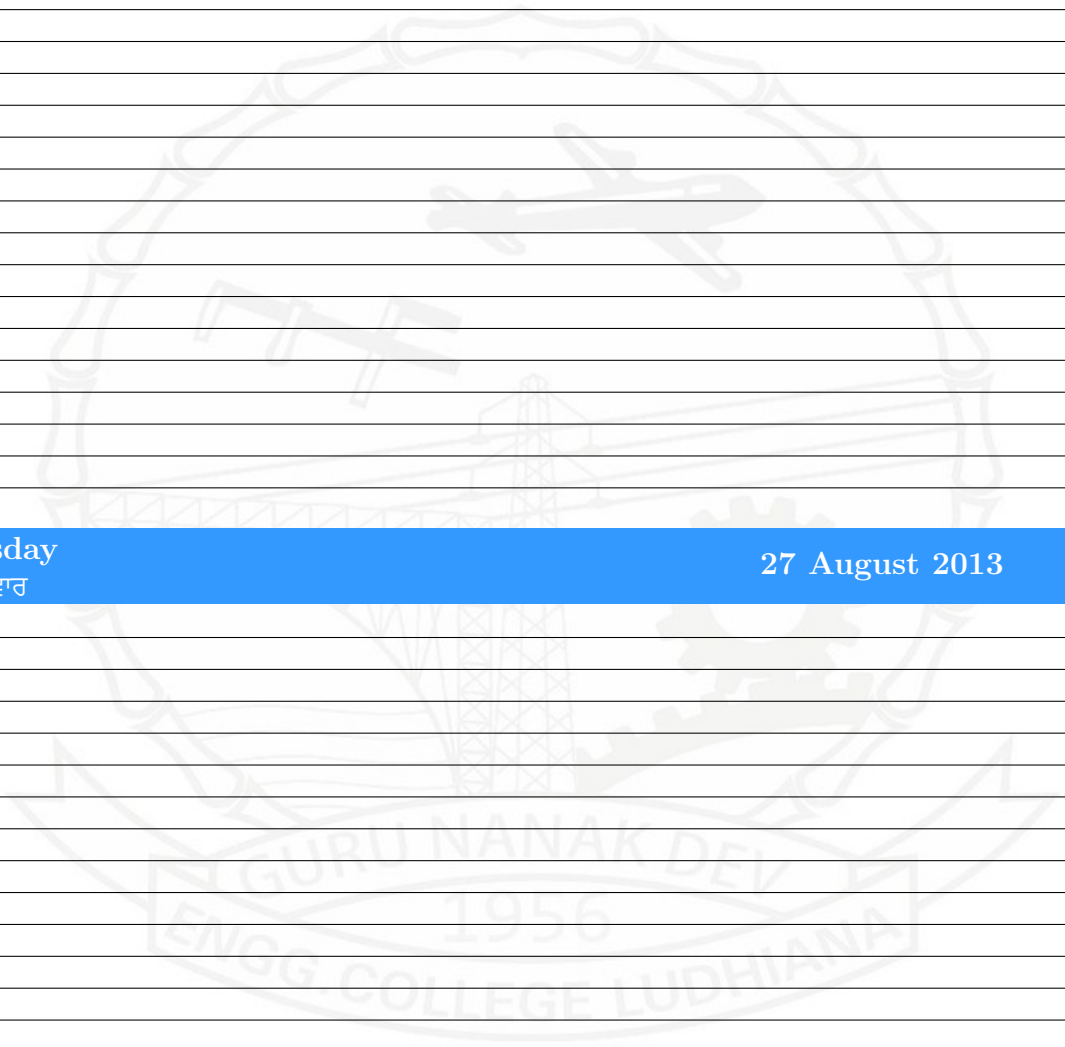 sday
ਵਾਰ
27 August 2013
GURU NANAK DEV
1956
ENGG. COLLEGE LUDHIANA